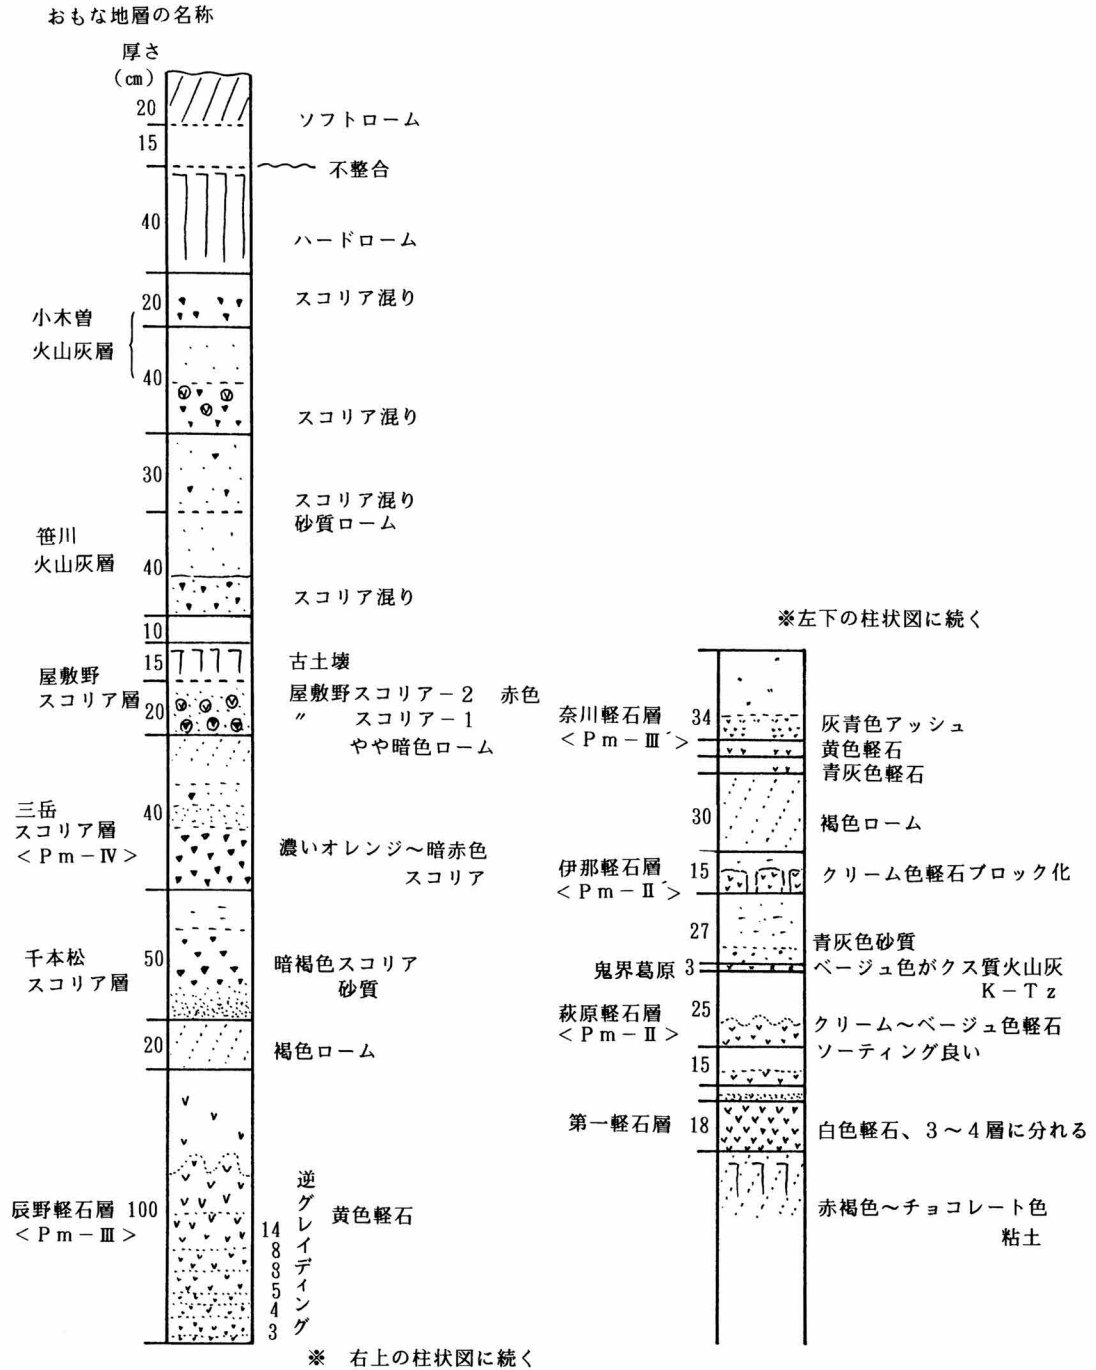 おもな地層の名称
厚さ
(cm)
20
ソフトローム
15
不整合
40
ハードローム
小木曽
火山灰層
20
スコリア混り
40
スコリア混り
30
スコリア混り
砂質ローム
笹川
火山灰層
40
スコリア混り
10
15
古土壌
屋敷野
スコリア層
20
屋敷野スコリア－2 赤色
〃 スコリア－1
やや暗色ローム
三岳
スコリア層
<Pm－Ⅳ>
40
濃いオレンジ～暗赤色
スコリア
千本松
スコリア層
50
暗褐色スコリア
砂質
20
褐色ローム
辰野軽石層 100
<Pm－Ⅲ>
14
8
8
5
4
3
逆グレイディング
黄色軽石
※ 右上の柱状図に続く
※左下の柱状図に続く
奈川軽石層
<Pm－Ⅲ´>
34
灰青色アッシュ
黄色軽石
青灰色軽石
30
褐色ローム
伊那軽石層
<Pm－Ⅱ´>
15
クリーム色軽石ブロック化
27
青灰色砂質
鬼界葛原 3
ベージュ色がクス質火山灰
K－Tz
萩原軽石層
<Pm－Ⅱ>
25
クリーム～ベージュ色軽石
ソーティング良い
15
第一軽石層 18
白色軽石、3～4層に分れる
赤褐色～チョコレート色
粘土